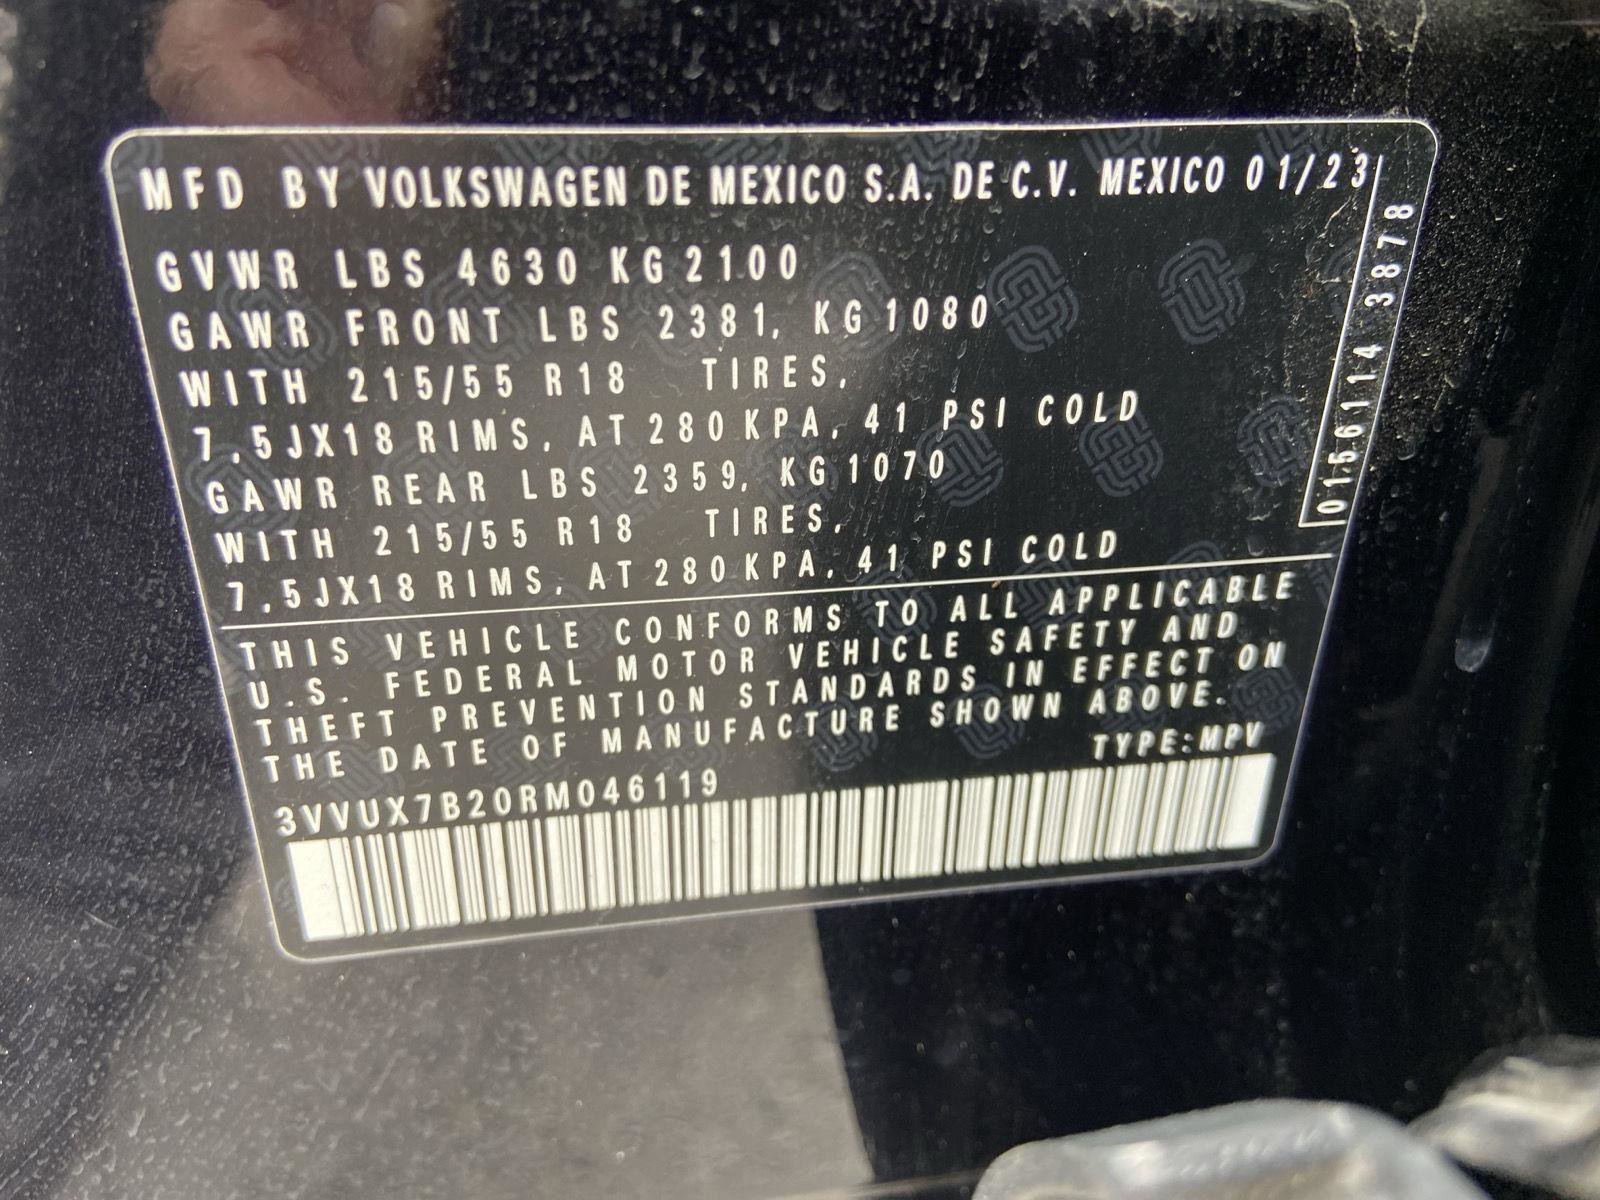 MFD BY VOLKSWAGEN DE MEXICO S.A. DE C.V. MEXICO 01/23
GVWR LBS 4630 KG 2100
GAWR FRONT LBS 2381, KG 1080
WITH 215/55 R18 TIRES,
7.5JX18 RIMS, AT 280 KPA, 41 PSI COLD
GAWR REAR LBS 2359, KG 1070
WITH 215/55 R18 TIRES,
7.5JX18 RIMS, AT 280 KPA, 41 PSI COLD
0156114 3878
THIS VEHICLE CONFORMS TO ALL APPLICABLE
U.S. FEDERAL MOTOR VEHICLE SAFETY AND
THEFT PREVENTION STANDARDS IN EFFECT ON
THE DATE OF MANUFACTURE SHOWN ABOVE.
TYPE:MPV
3VVUX7B20RM046119